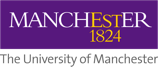 MANCHESTER
1824
The University of Manchester